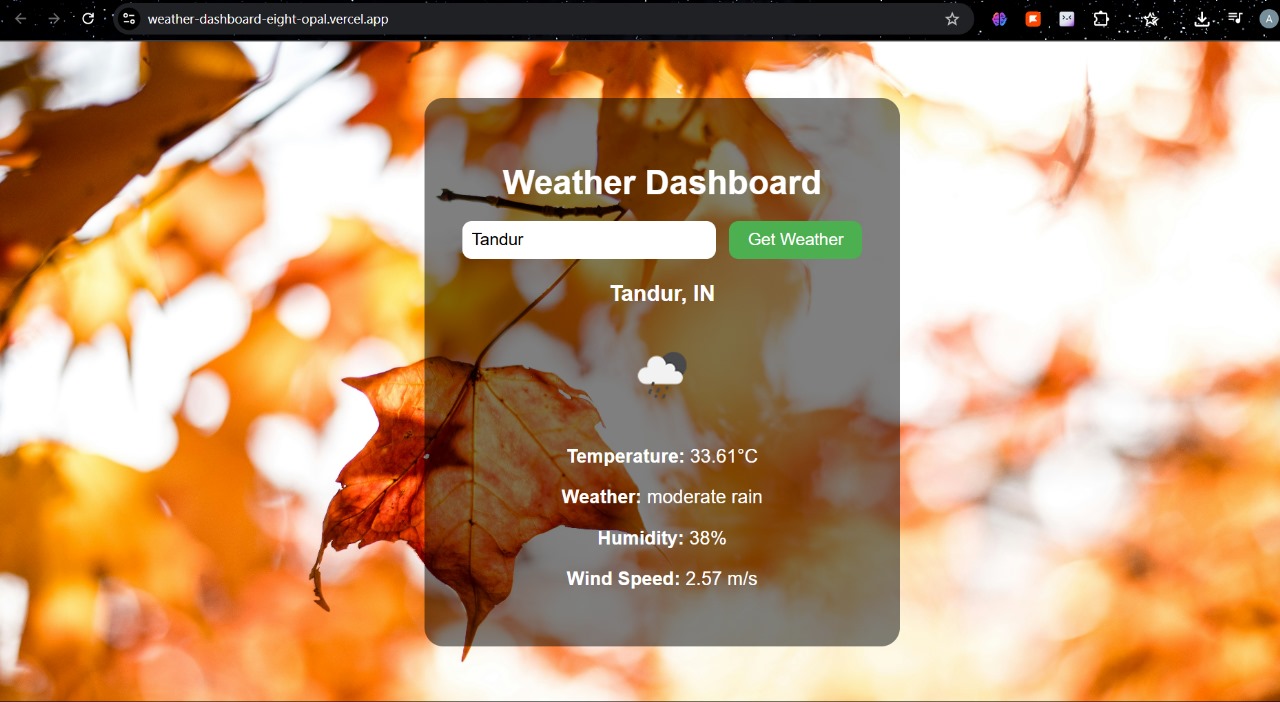 weather-dashboard-eight-opal.vercel.app
A
Weather Dashboard
Tandur Get Weather
Tandur, IN
Temperature: 33.61°C
Weather: moderate rain
Humidity: 38%
Wind Speed: 2.57 m/s